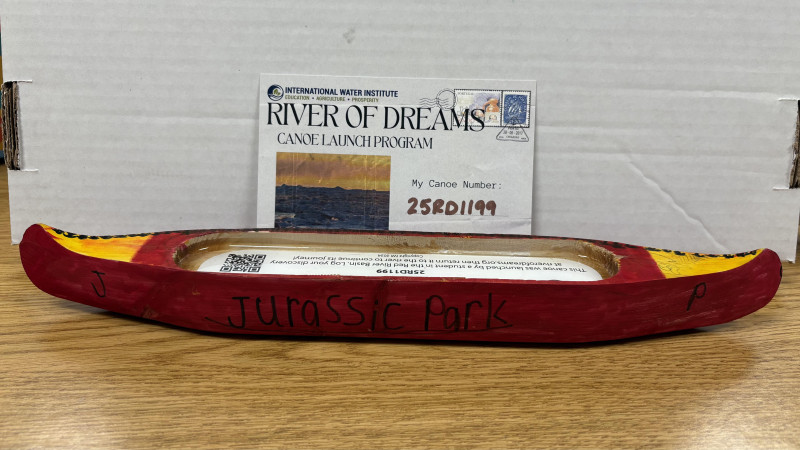 INTERNATIONAL WATER INSTITUTE
EDUCATION • AGRICULTURE • PROSPERITY
RIVER OF DREAMS
CANOE LAUNCH PROGRAM
My Canoe Number:
25RD1199
25RD1199
This canoe was launched by a student in the Red River Basin. Log your discovery
at riverofdreams.org then return it to the river to continue its journey!
J
Jurassic Park
P